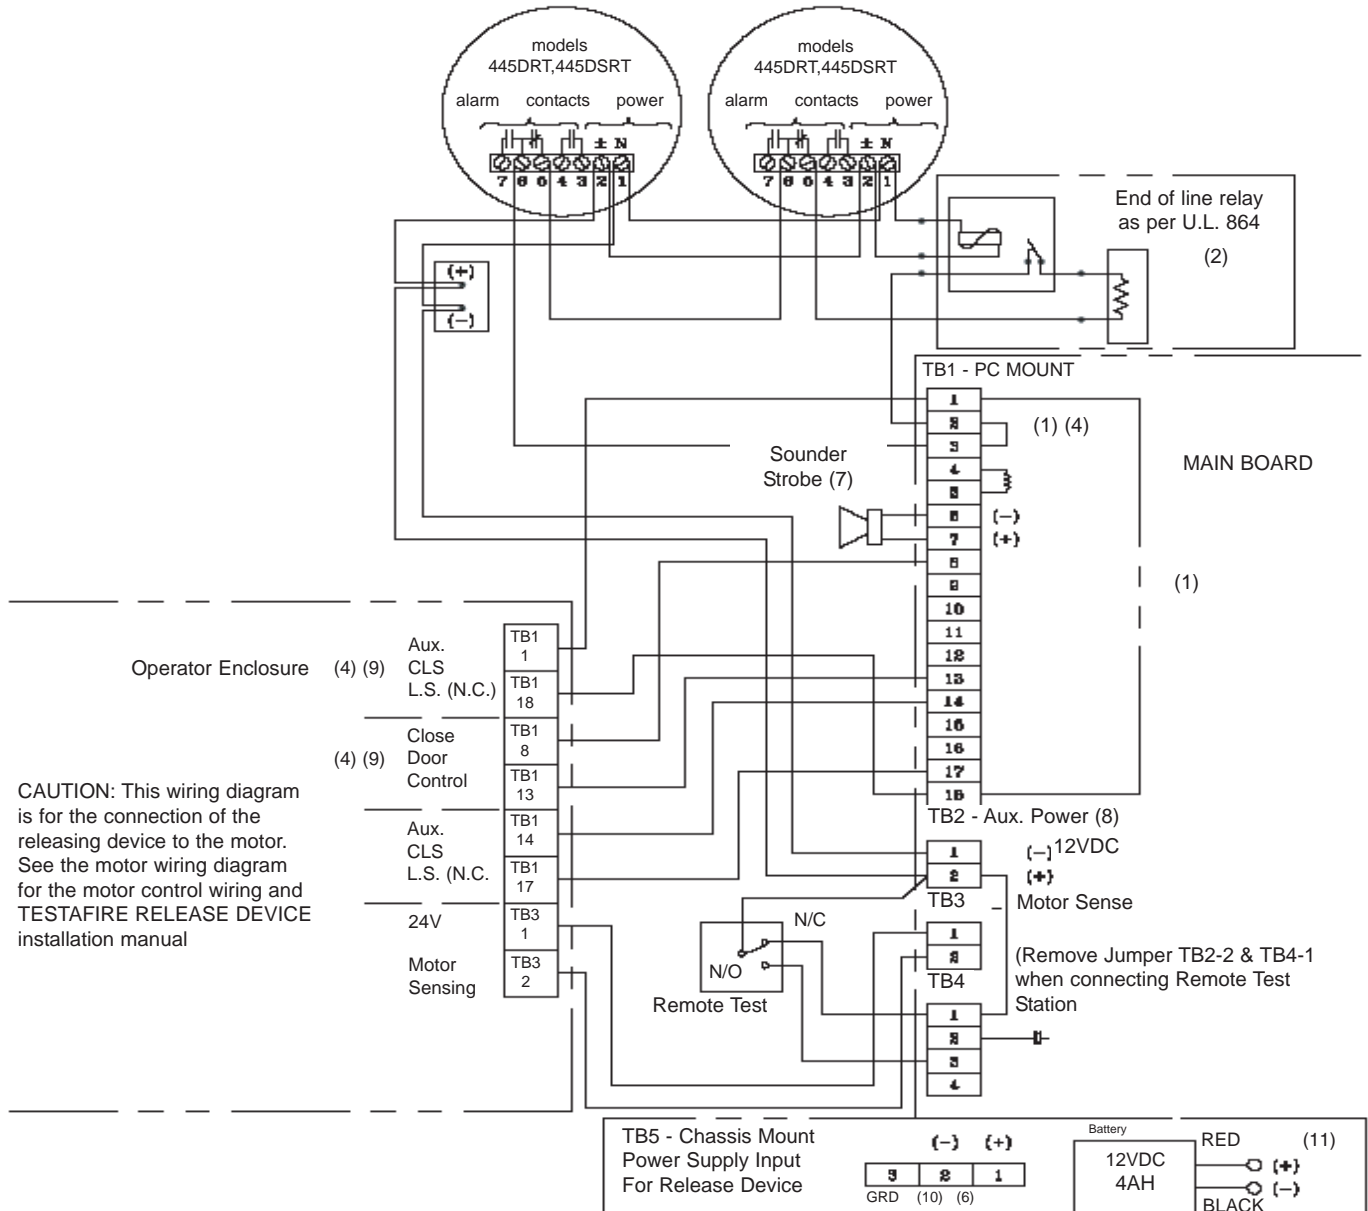 models
445DRT,445DSRT
alarm contacts power
± N
7 6 5 4 3 2 1
models
445DRT,445DSRT
alarm contacts power
± N
7 6 5 4 3 2 1
End of line relay
as per U.L. 864
(2)
(+)
(-)
TB1 - PC MOUNT
1
2
3
4
5
6
7
8
9
10
11
12
13
14
15
16
17
18
(1) (4)
MAIN BOARD
(-)
(+)
(1)
Sounder
Strobe (7)
Operator Enclosure
(4) (9)
Aux.
CLS
L.S. (N.C.)
TB1
1
TB1
18
(4) (9)
Close
Door
Control
TB1
8
TB1
13
Aux.
CLS
L.S. (N.C.
TB1
14
TB1
17
24V
TB3
1
Motor
Sensing
TB3
2
CAUTION: This wiring diagram
is for the connection of the
releasing device to the motor.
See the motor wiring diagram
for the motor control wiring and
TESTAFIRE RELEASE DEVICE
installation manual
TB2 - Aux. Power (8)
1
2
(-) 12VDC
(+)
TB3
Motor Sense
1
2
N/C
N/O
Remote Test
(Remove Jumper TB2-2 & TB4-1
when connecting Remote Test
Station
TB4
1
2
3
4
TB5 - Chassis Mount
Power Supply Input
For Release Device
(-) (+)
3 2 1
GRD (10) (6)
Battery
12VDC
4AH
RED
(11)
(+)
(-)
BLACK